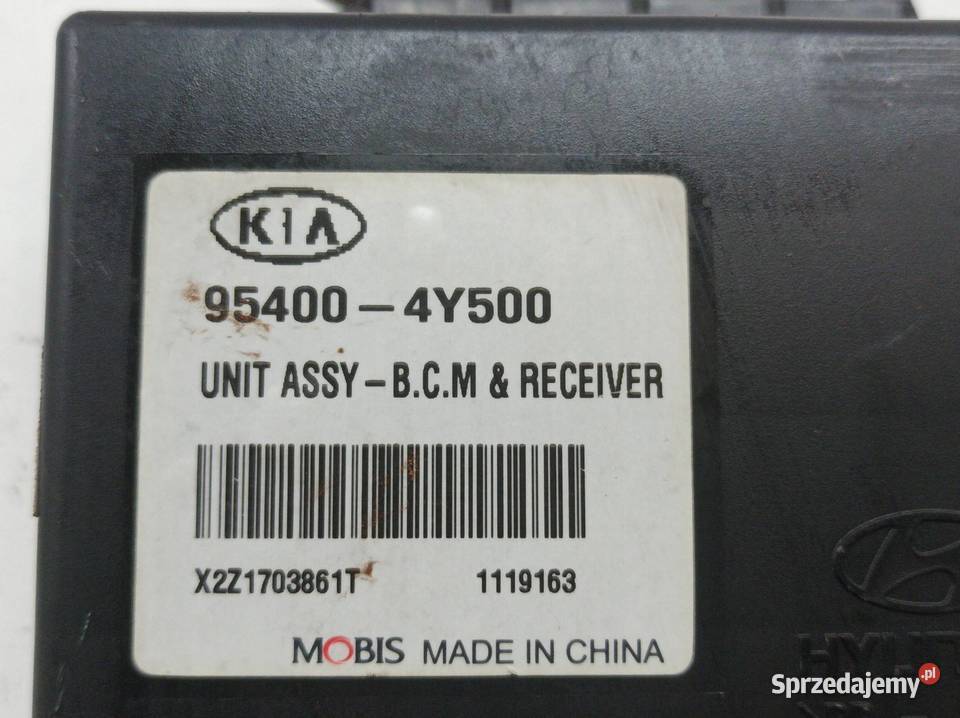 KIA
95400-4Y500
UNIT ASSY-B.C.M & RECEIVER
X2Z1703861T 1119163
MOBIS MADE IN CHINA
Sprzedajemy.pl